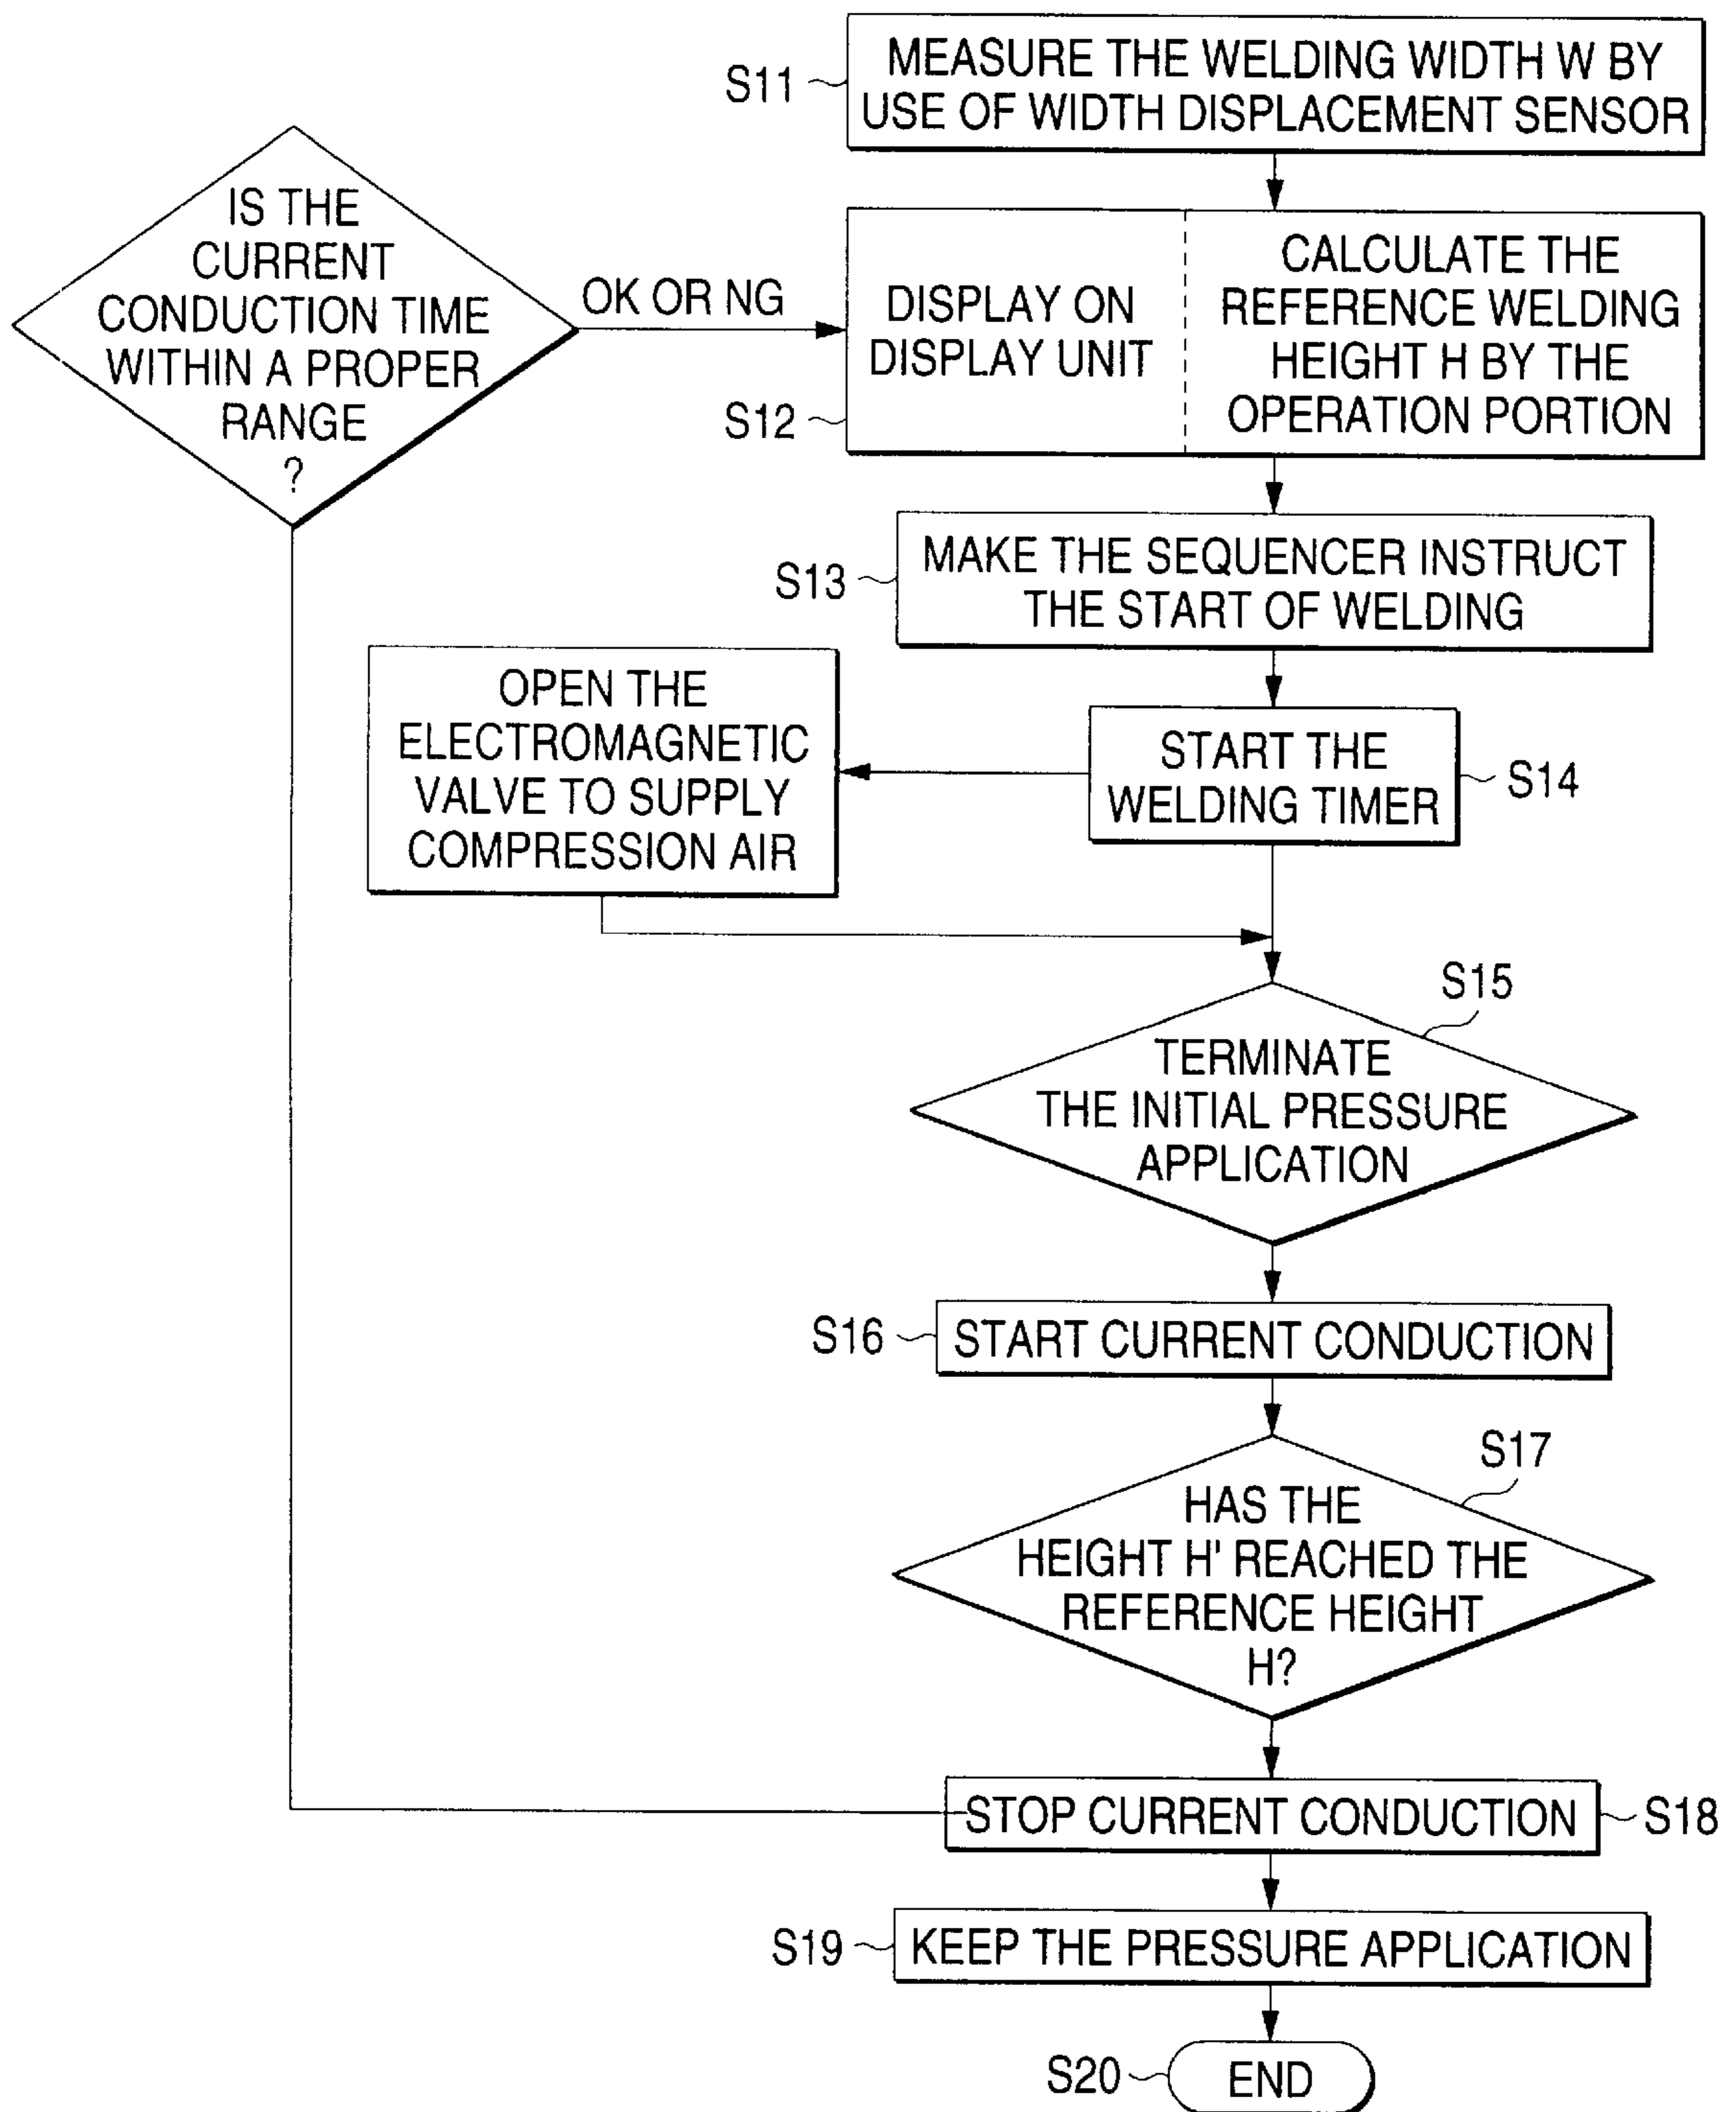 S11
MEASURE THE WELDING WIDTH W BY
USE OF WIDTH DISPLACEMENT SENSOR
IS THE
CURRENT
CONDUCTION TIME
WITHIN A PROPER
RANGE
?
OK OR NG
DISPLAY ON
DISPLAY UNIT
S12
CALCULATE THE
REFERENCE WELDING
HEIGHT H BY THE
OPERATION PORTION
S13
MAKE THE SEQUENCER INSTRUCT
THE START OF WELDING
OPEN THE
ELECTROMAGNETIC
VALVE TO SUPPLY
COMPRESSION AIR
START THE
WELDING TIMER
S14
S15
TERMINATE
THE INITIAL PRESSURE
APPLICATION
S16
START CURRENT CONDUCTION
S17
HAS THE
HEIGHT H' REACHED THE
REFERENCE HEIGHT
H?
STOP CURRENT CONDUCTION
S18
S19
KEEP THE PRESSURE APPLICATION
S20
END